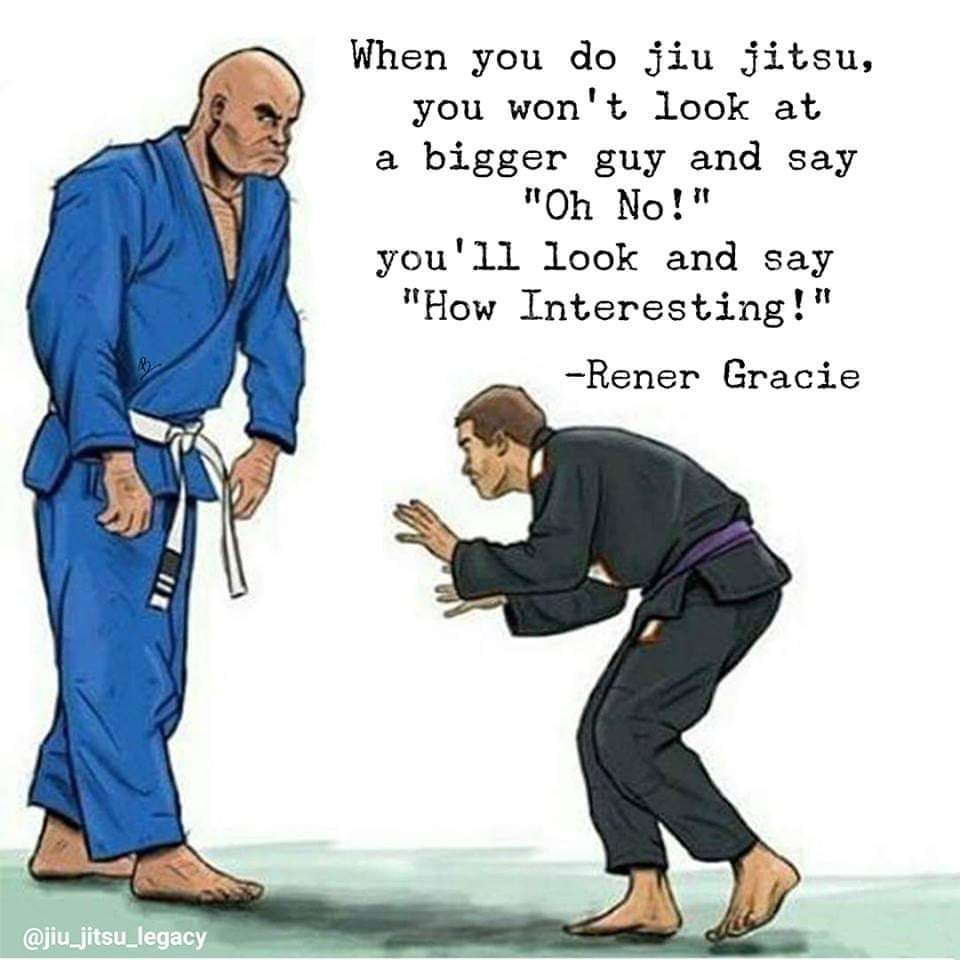 When you do jiu jitsu,
you won't look at
a bigger guy and say
"Oh No!"
you'll look and say
"How Interesting!"
-Rener Gracie
@jiu_jitsu_legacy